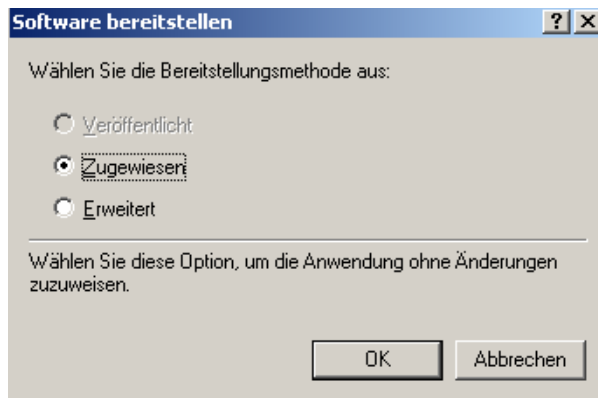 Software bereitstellen
Wählen Sie die Bereitstellungsmethode aus:
Veröffentlicht
Zugewiesen
Erweitert
Wählen Sie diese Option, um die Anwendung ohne Änderungen
zuzuweisen.
OK Abbrechen